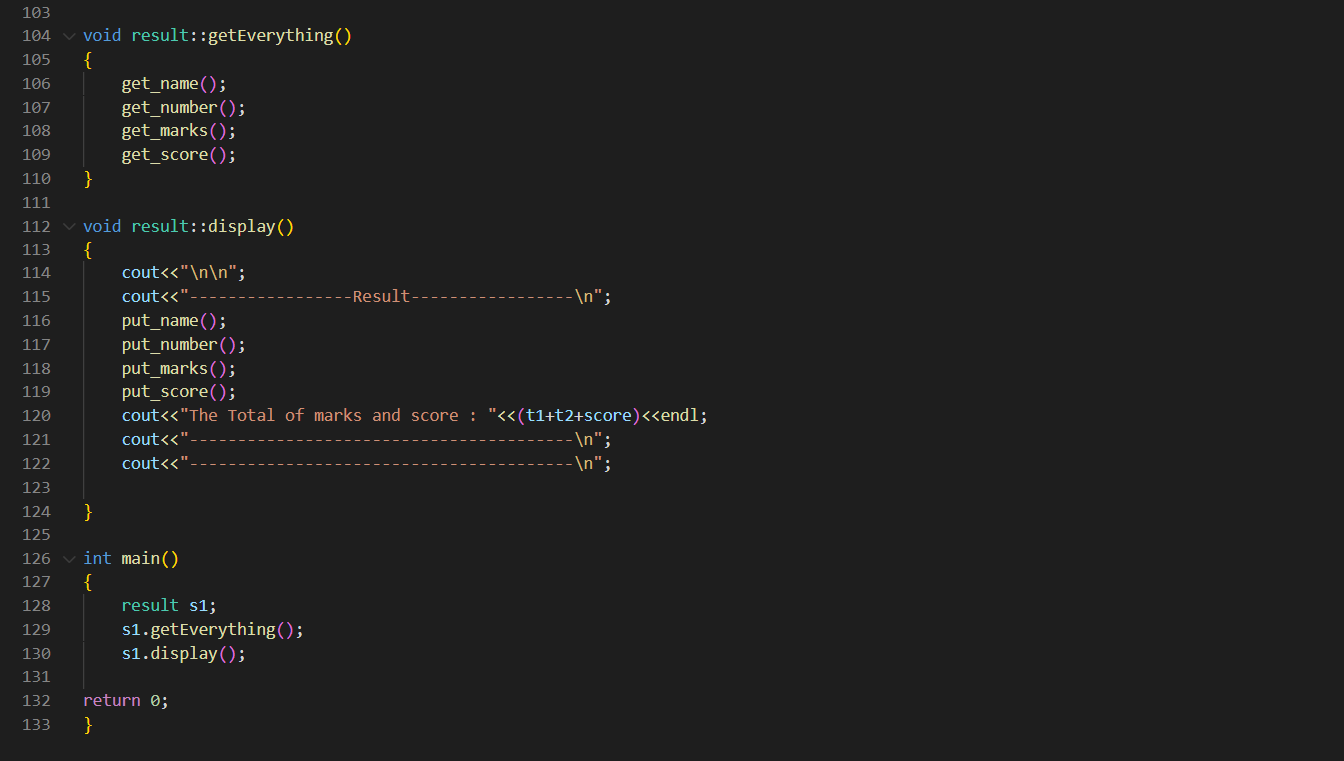 103
104 void result::getEverything()
105 {
106     get_name();
107     get_number();
108     get_marks();
109     get_score();
110 }
111
112 void result::display()
113 {
114     cout<<"\n\n";
115     cout<<"-----------------Result-----------------\n";
116     put_name();
117     put_number();
118     put_marks();
119     put_score();
120     cout<<"The Total of marks and score : "<<(t1+t2+score)<<endl;
121     cout<<"----------------------------------------\n";
122     cout<<"----------------------------------------\n";
123
124 }
125
126 int main()
127 {
128     result s1;
129     s1.getEverything();
130     s1.display();
131
132 return 0;
133 }